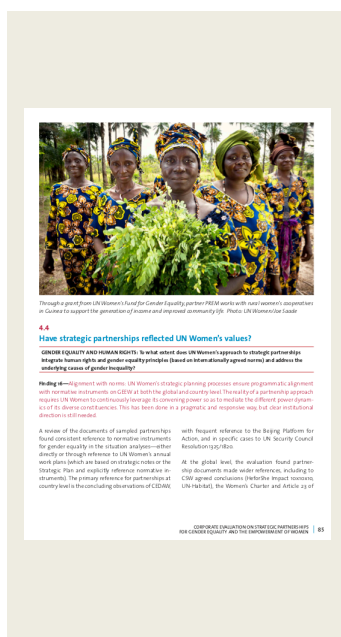 Through a grant from UN Women's Fund for Gender Equality, partner PREM works with rural women's cooperatives
in Guinea to support the generation of income and improved community life. Photo: UN Women/Joe Saade
4.4
Have strategic partnerships reflected UN Women's values?
GENDER EQUALITY AND HUMAN RIGHTS: To what extent does UN Women's approach to strategic partnerships
integrate human rights and gender equality principles (based on internationally agreed norms) and address the
underlying causes of gender inequality?
Finding 16—Alignment with norms: UN Women's strategic planning processes ensure programmatic alignment
with normative instruments on GEEW at both the global and country level. The reality of a partnership approach
requires UN Women to continuously leverage its convening power so as to mediate the different power dynam-
ics of its diverse constituencies. This has been done in a pragmatic and responsive way, but clear institutional
direction is still needed.
A review of the documents of sampled partnerships
found consistent reference to normative instruments
for gender equality in the situation analyses—either
directly or through reference to UN Women's annual
work plans (which are based on strategic notes or the
Strategic Plan and explicitly reference normative in-
struments). The primary reference for partnerships at
country level is the concluding observations of CEDAW,
with frequent reference to the Beijing Platform for
Action, and in specific cases to UN Security Council
Resolution 1325/1820.
At the global level, the evaluation found partner-
ship documents made wider references, including to
CSW agreed conclusions (HeForShe Impact 10x10x10,
UN-Habitat), the Women's Charter and Article 23 of
CORPORATE EVALUATION ON STRATEGIC PARTNERSHIPS
FOR GENDER EQUALITY AND THE EMPOWERMENT OF WOMEN | 85